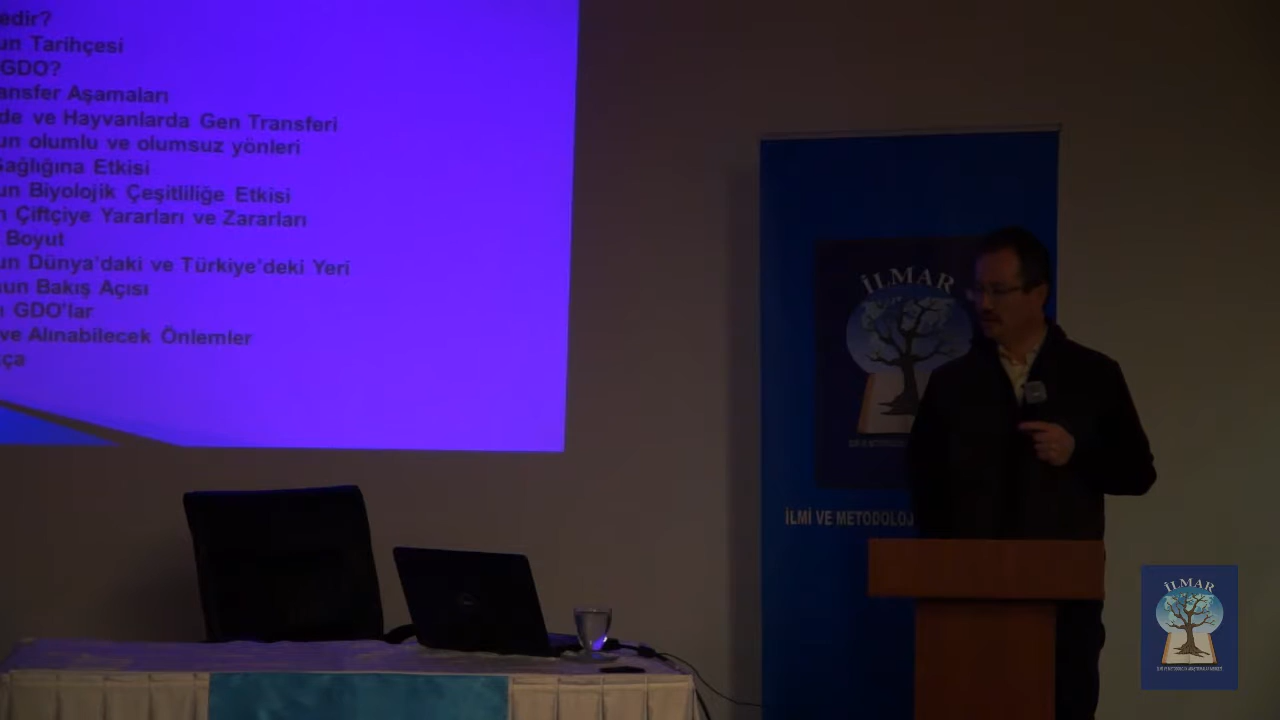 edir?
un Tarihçesi
GDO?
ansfer Aşamaları
de ve Hayvanlarda Gen Transferi
un olumlu ve olumsuz yönleri
Sağlığına Etkisi
un Biyolojik Çeşitliliğe Etkisi
n Çiftçiye Yararları ve Zararları
Boyut
un Dünya'daki ve Türkiye'deki Yeri
nun Bakış Açısı
ı GDO'lar
ve Alınabilecek Önlemler
ça
İLMAR
İLMİ VE METODOLOJ
İLMAR